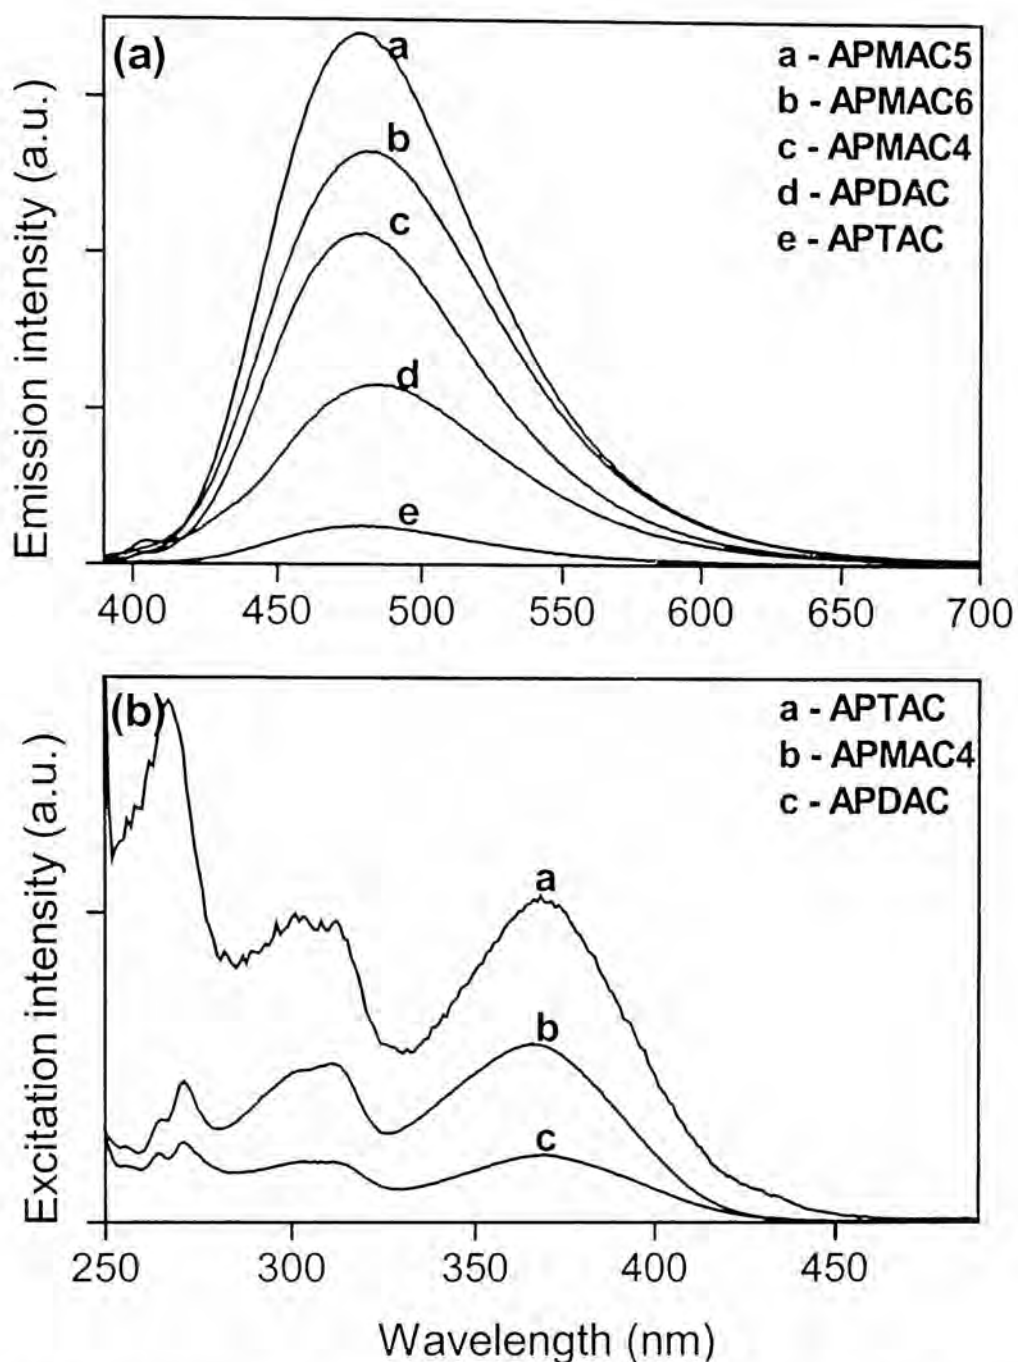 (a)
a - APMAC5
b - APMAC6
c - APMAC4
d - APDAC
e - APTAC
a
b
c
d
e
Emission intensity (a.u.)
400 450 500 550 600 650 700
(b)
a - APTAC
b - APMAC4
c - APDAC
a
b
c
Excitation intensity (a.u.)
250 300 350 400 450
Wavelength (nm)